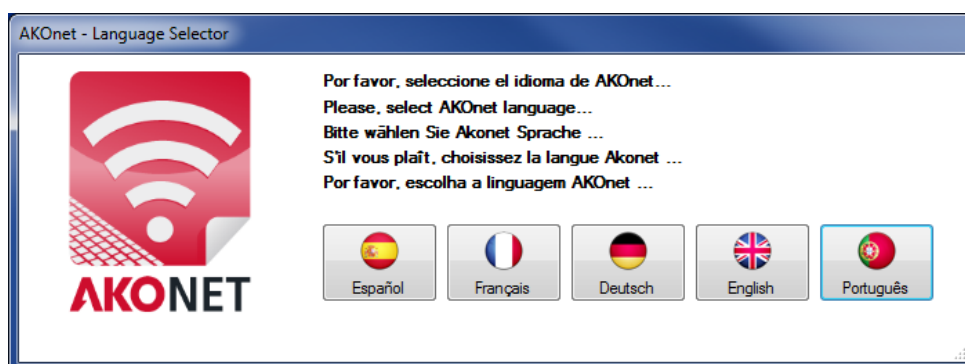 AKOnet - Language Selector
Por favor, seleccione el idioma de AKOnet...
Please, select AKOnet language...
Bitte wählen Sie Akonet Sprache ...
S'il vous plaît, choisissez la langue Akonet ...
Por favor, escolha a linguagem AKOnet ...
AKONET
Español Français Deutsch English Português